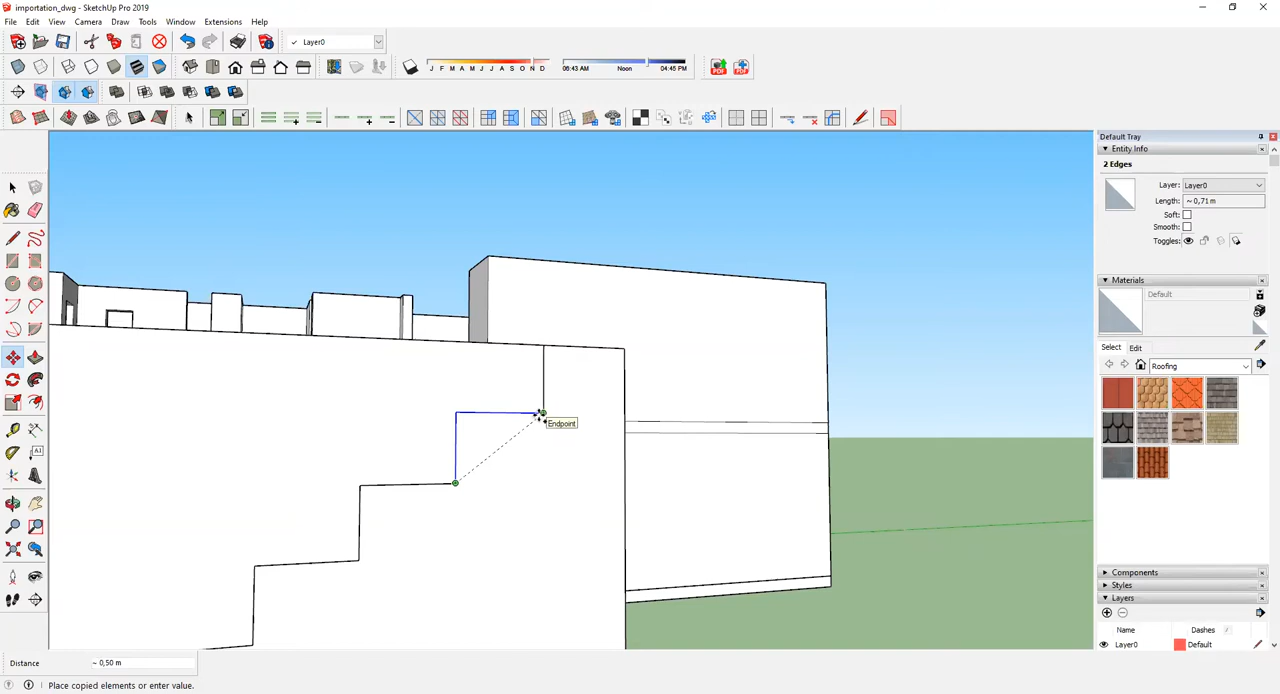 importation_dwg - SketchUp Pro 2019
File Edit View Camera Draw Tools Window Extensions Help
Layer0
J F M A M J J A S O N D
06:43 AM Noon 04:45 PM
PDF PDF
Default Tray
Entity Info
2 Edges
Layer: Layer0
Length: ~ 0,71 m
Soft:
Smooth:
Toggles:
Materials
Default
Select Edit
Roofing
Endpoint
A1
Components
Styles
Layers
Name Dashes
Layer0 Default
Distance ~ 0,50 m
Place copied elements or enter value.